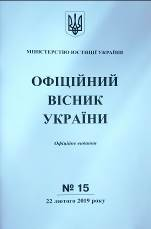 МІНІСТЕРСТВО ЮСТИЦІЇ УКРАЇНИ
ОФІЦІЙНИЙ
ВІСНИК
УКРАЇНИ
Офіційне видання
№ 15
22 лютого 2019 року